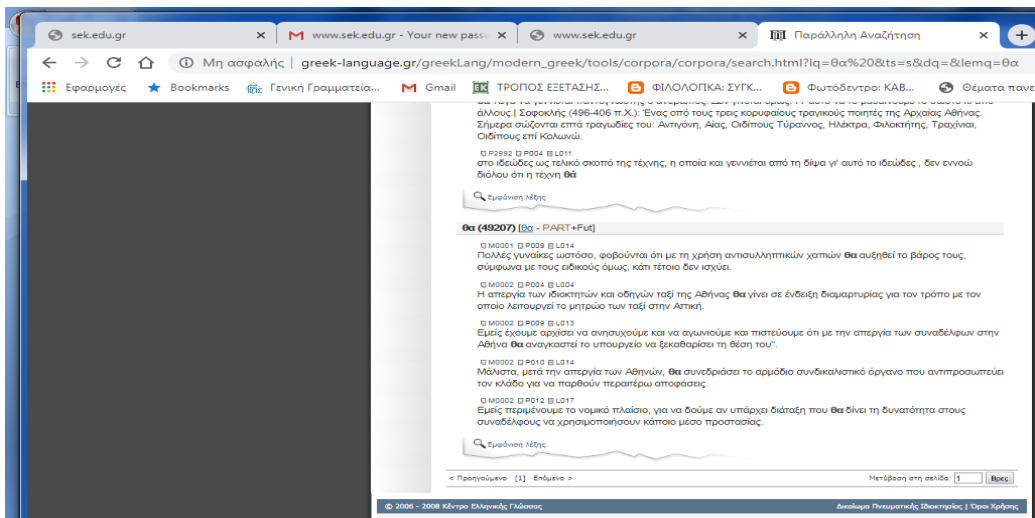 sek.edu.gr
www.sek.edu.gr - Your new passw
www.sek.edu.gr
Παράλληλη Αναζήτηση
Μη ασφαλής | greek-language.gr/greekLang/modern_greek/tools/corpora/corpora/search.html?lq=θα%20&ts=s&dq=&lemq=θα
Εφαρμογές Bookmarks Γενική Γραμματεία... Gmail ΤΡΟΠΟΣ ΕΞΕΤΑΣΗΣ... ΦΙΛΟΛΟΓΙΚΑ: ΣΥΓΚ... Φωτόδεντρο: ΚΑΒ... Θέματα πανε
άλλους.| Σοφοκλής (496-406 π.Χ.): Ένας από τους τρεις κορυφαίους τραγικούς ποιητές της Αρχαίας Αθήνας.
Σήμερα σώζονται επτά τραγωδίες του: Αντιγόνη, Αίας, Οιδίπους Τύραννος, Ηλέκτρα, Φιλοκτήτης, Τραχίνιαι,
Οιδίπους επί Κολωνώ.
P2992 P004 L011
στο ιδεώδες ως τελικό σκοπό της τέχνης, η οποία και γεννιέται από τη δίψα γι' αυτό το ιδεώδες , δεν εννοώ
διόλου ότι η τέχνη θά
Εμφάνιση λέξης
θα (49207) [θα - PART+Fut]
M0001 P009 L014
Πολλές γυναίκες ωστόσο, φοβούνται ότι με τη χρήση αντισυλληπτικών χαπιών θα αυξηθεί το βάρος τους,
σύμφωνα με τους ειδικούς όμως, κάτι τέτοιο δεν ισχύει.
M0002 P004 L004
Η απεργία των ιδιοκτητών και οδηγών ταξί της Αθήνας θα γίνει σε ένδειξη διαμαρτυρίας για τον τρόπο με τον
οποίο λειτουργεί το μητρώο των ταξί στην Αττική.
M0002 P009 L013
Εμείς έχουμε αρχίσει να ανησυχούμε και να αγωνιούμε και πιστεύουμε ότι με την απεργία των συναδέλφων στην
Αθήνα θα αναγκαστεί το υπουργείο να ξεκαθαρίσει τη θέση του".
M0002 P010 L014
Μάλιστα, μετά την απεργία των Αθηνών, θα συνεδριάσει το αρμόδιο συνδικαλιστικό όργανο που αντιπροσωπεύει
τον κλάδο για να παρθούν περαιτέρω αποφάσεις.
M0002 P012 L017
Εμείς περιμένουμε το νομικό πλαίσιο, για να δούμε αν υπάρχει διάταξη που θα δίνει τη δυνατότητα στους
συναδέλφους να χρησιμοποιήσουν κάποιο μέσο προστασίας.
Εμφάνιση λέξης
< Προηγούμενο [1] Επόμενο > Μετάβαση στη σελίδα: 1 Βρες
© 2006 - 2008 Κέντρο Ελληνικής Γλώσσας Δικαίωμα Πνευματικής Ιδιοκτησίας | Όροι Χρήσης